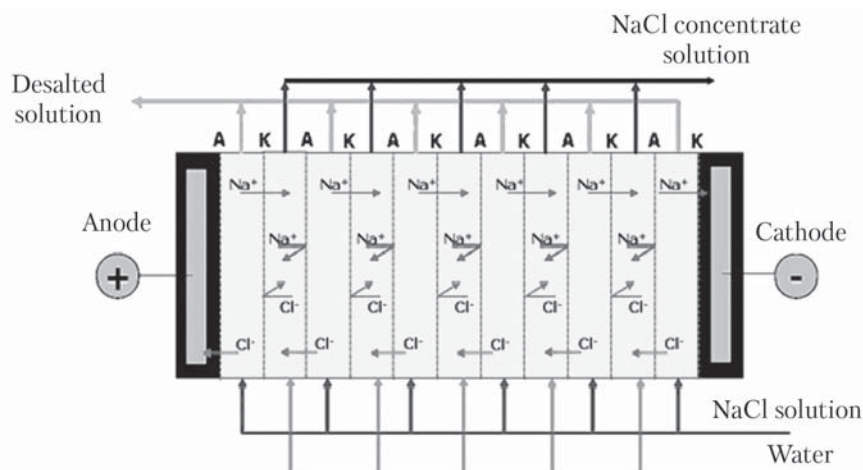 NaCl concentrate
solution
Desalted
solution
A K A K A K A K A K A K
Na⁺ Na⁺ Na⁺ Na⁺ Na⁺ Na⁺
Anode
Na⁺ Na⁺ Na⁺ Na⁺ Na⁺
Cathode
+
-
Cl⁻ Cl⁻ Cl⁻ Cl⁻ Cl⁻
Cl⁻ Cl⁻ Cl⁻ Cl⁻ Cl⁻ Cl⁻
NaCl solution
Water